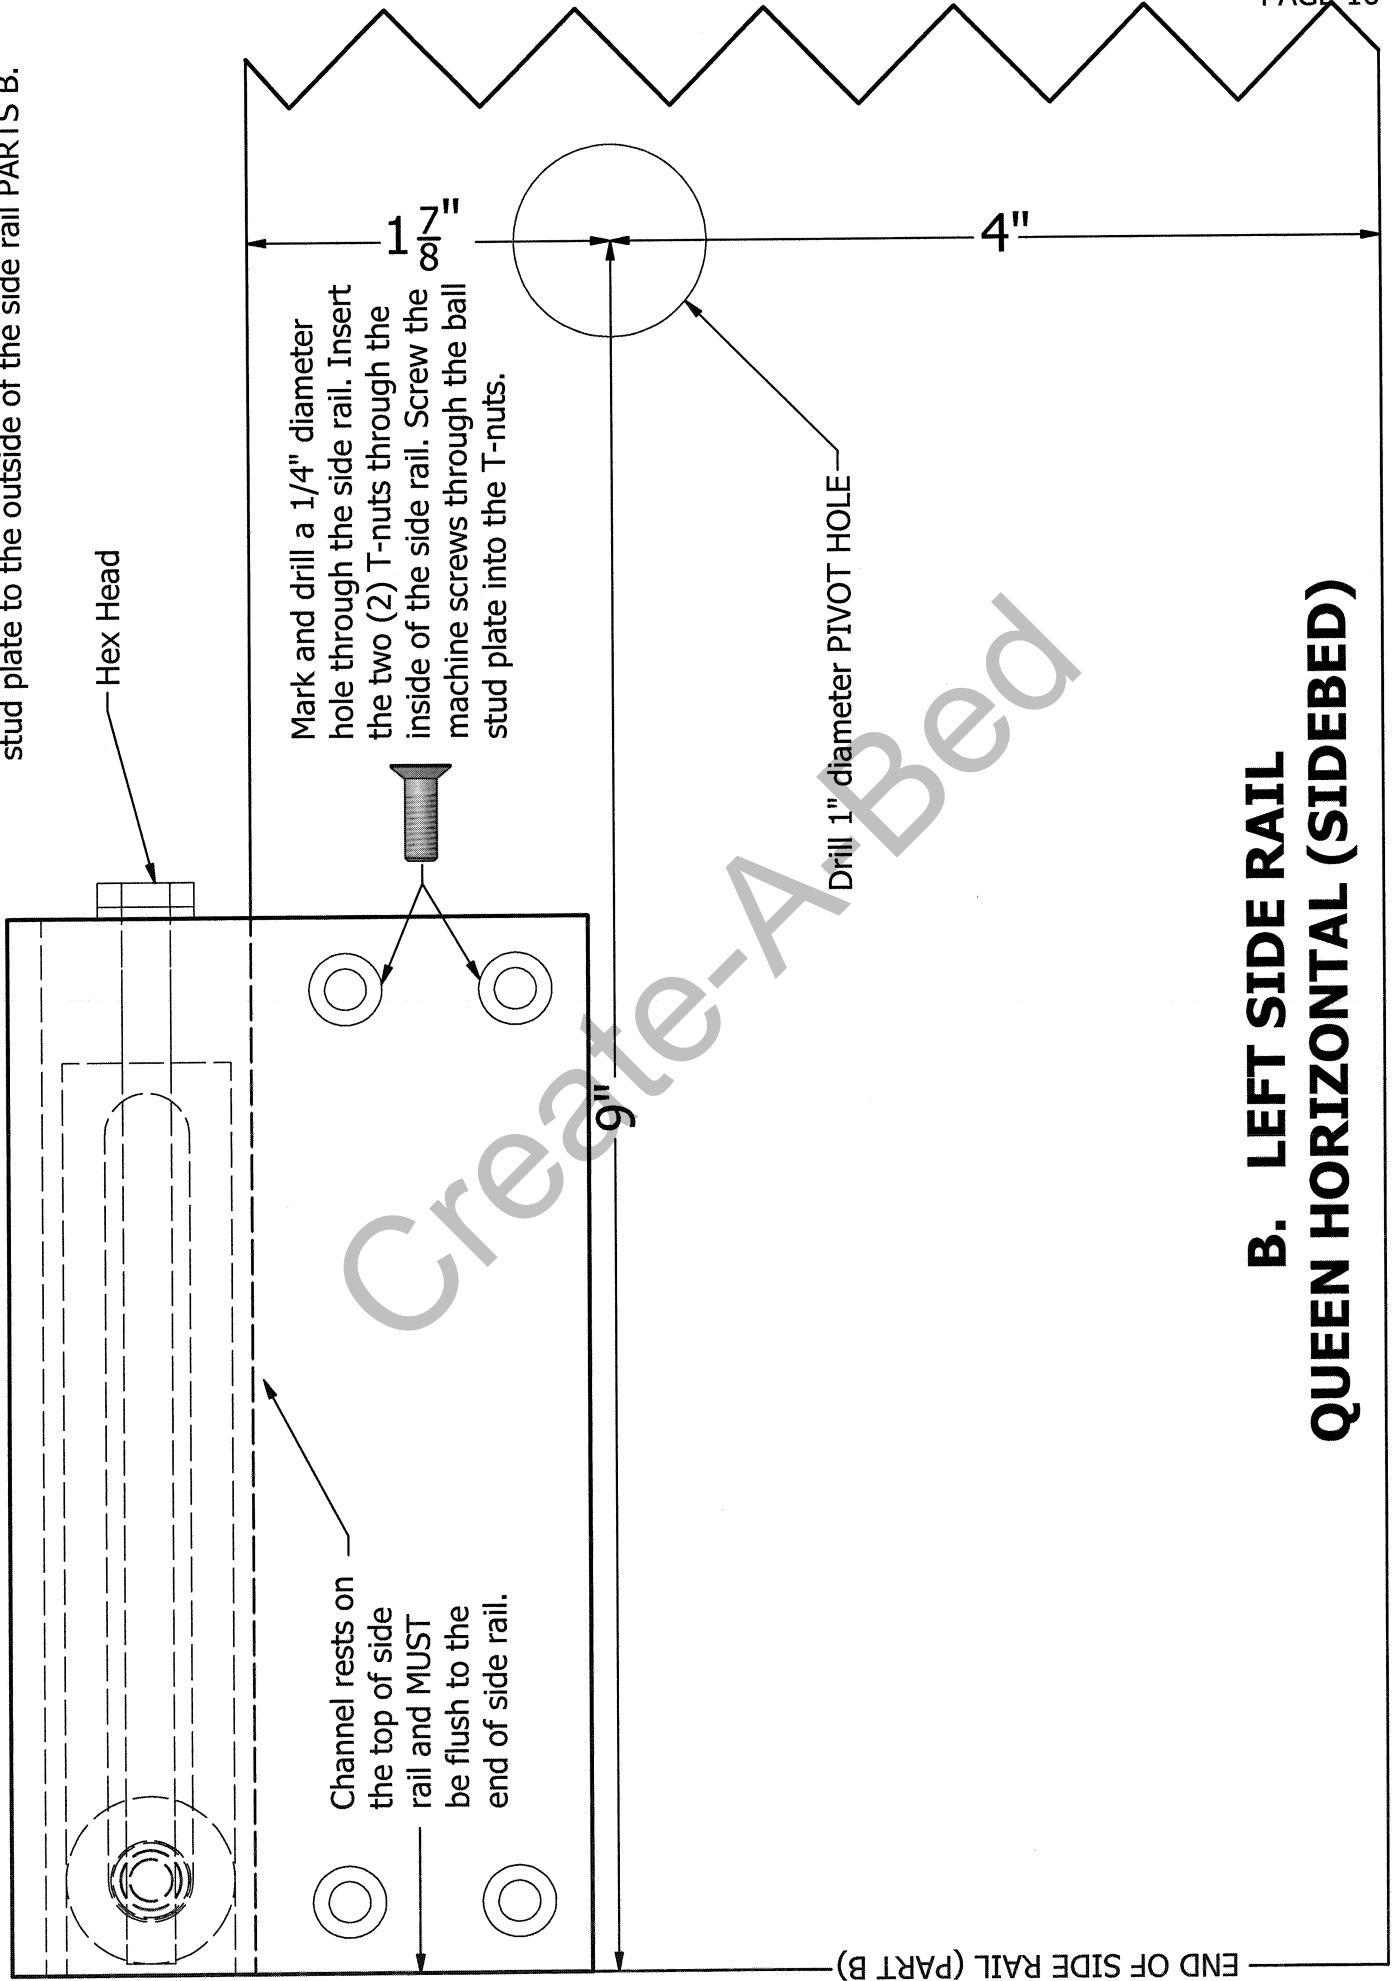 stud plate to the outside of the side rail PARTS B.
Hex Head
Mark and drill a 1/4" diameter
hole through the side rail. Insert
the two (2) T-nuts through the
inside of the side rail. Screw the
machine screws through the ball
stud plate into the T-nuts.
1 7/8"
4"
Drill 1" diameter PIVOT HOLE
9"
Channel rests on
the top of side
rail and MUST
be flush to the
end of side rail.
Create-A-Bed
B. LEFT SIDE RAIL
QUEEN HORIZONTAL (SIDEBED)
END OF SIDE RAIL (PART B)
PAGE